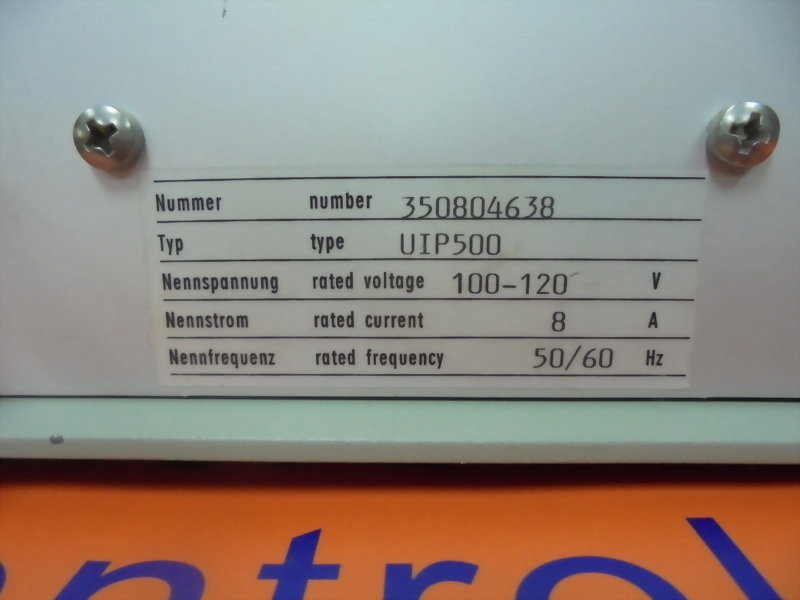 Nummer number 350804638
Typ type UIP500
Nennspannung rated voltage 100-120 V
Nennstrom rated current 8 A
Nennfrequenz rated frequency 50/60 Hz